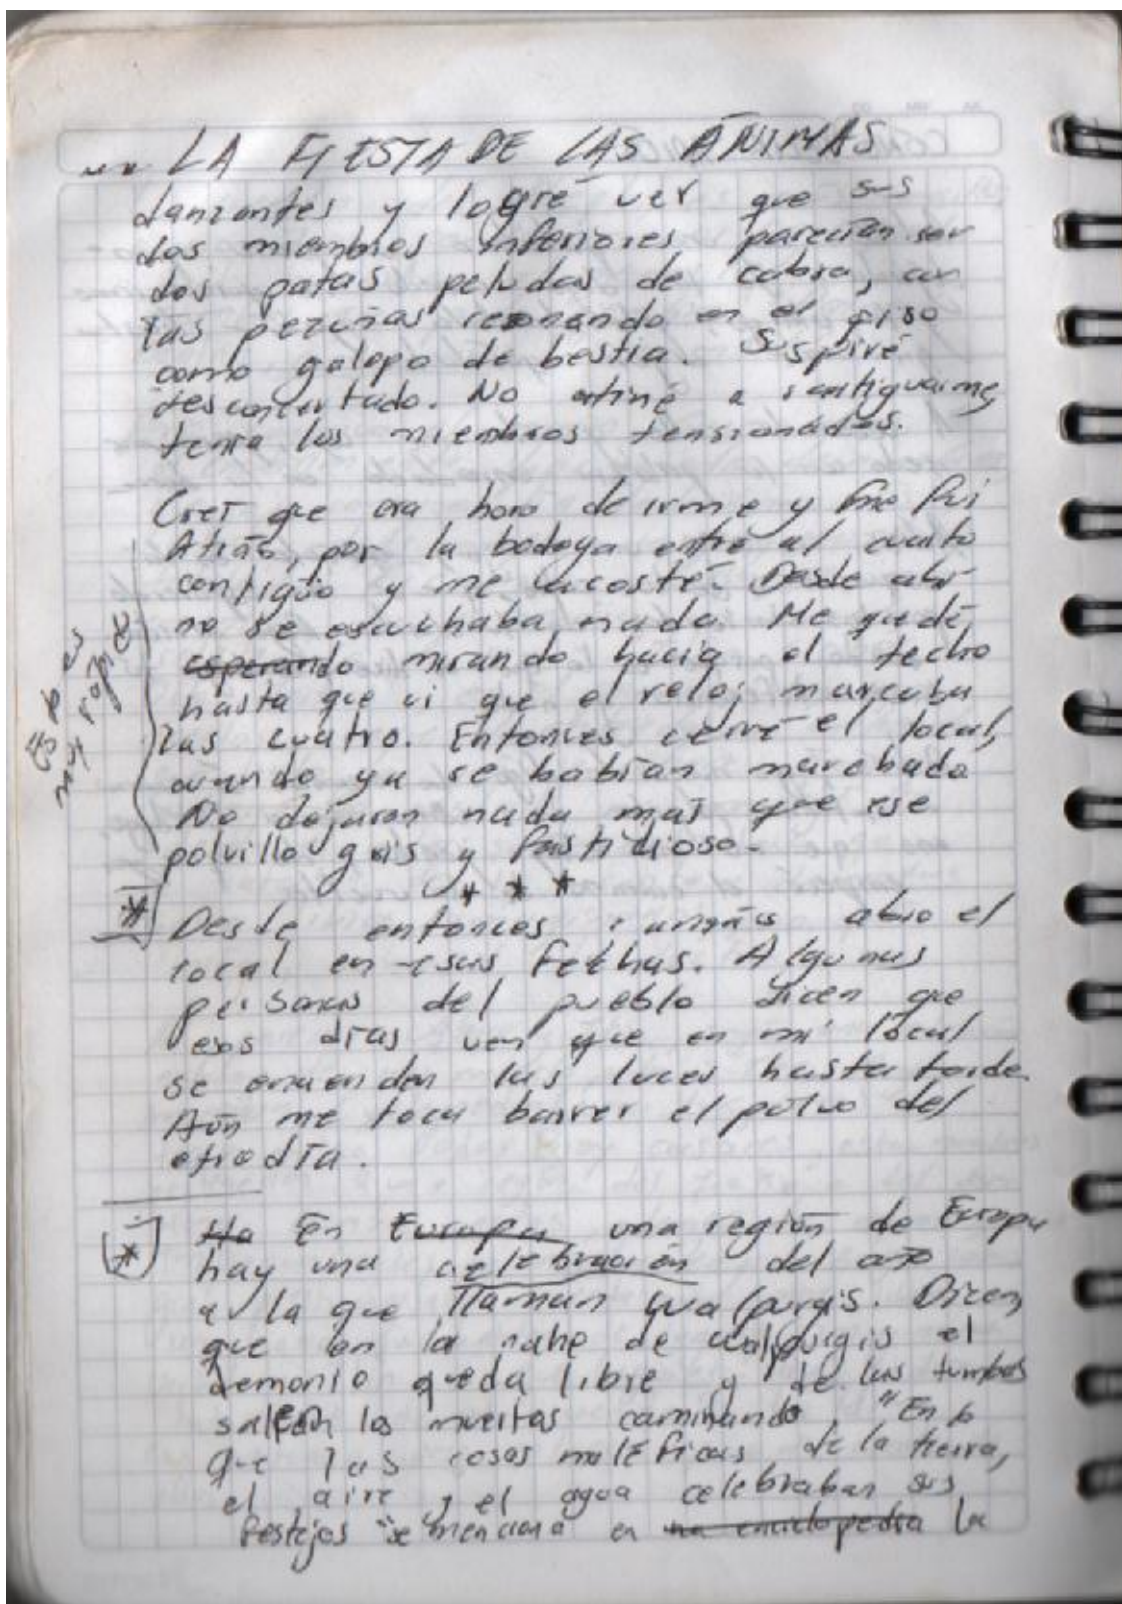 ... LA FIESTA DE LAS ÁNIMAS
danzantes y logré ver que sus
dos miembros inferiores parecían ser
dos patas peludas de cabra, con
las pezuñas resonando en el piso
como galope de bestia. Suspiré
desconcertado. No atiné a santiguarme,
tenía los miembros tensionados.
Creí que era hora de irme y me fui
Atrás, por la bodega entré al cuarto
contiguo y me acosté. Desde ahí
no se escuchaba nada. Me quedé
esperando mirando hacia el techo
hasta que vi que el reloj marcaba
las cuatro. Entonces cerré el local,
cuando ya se habían marchado
No dejaron nada más que ese
polvillo gris y fastidioso.
Esto es
muy rápido
* * *
* Desde entonces jamás abro el
local en esas fechas. Algunas
personas del pueblo dicen que
esos días ven que en mi local
se encienden las luces hasta tarde.
Aún me toca barrer el polvo del
otro día.
* Ha En Europa una región de Europa
hay una celebración del año
a la que llaman Walpurgis. Dicen,
que en la noche de walpurgis el
demonio queda libre y de las tumbas
salen los muertos caminando, "En lo
que las cosas maléficas de la tierra,
el aire y el agua celebraban sus
festejos" se menciona en enciclopedia la